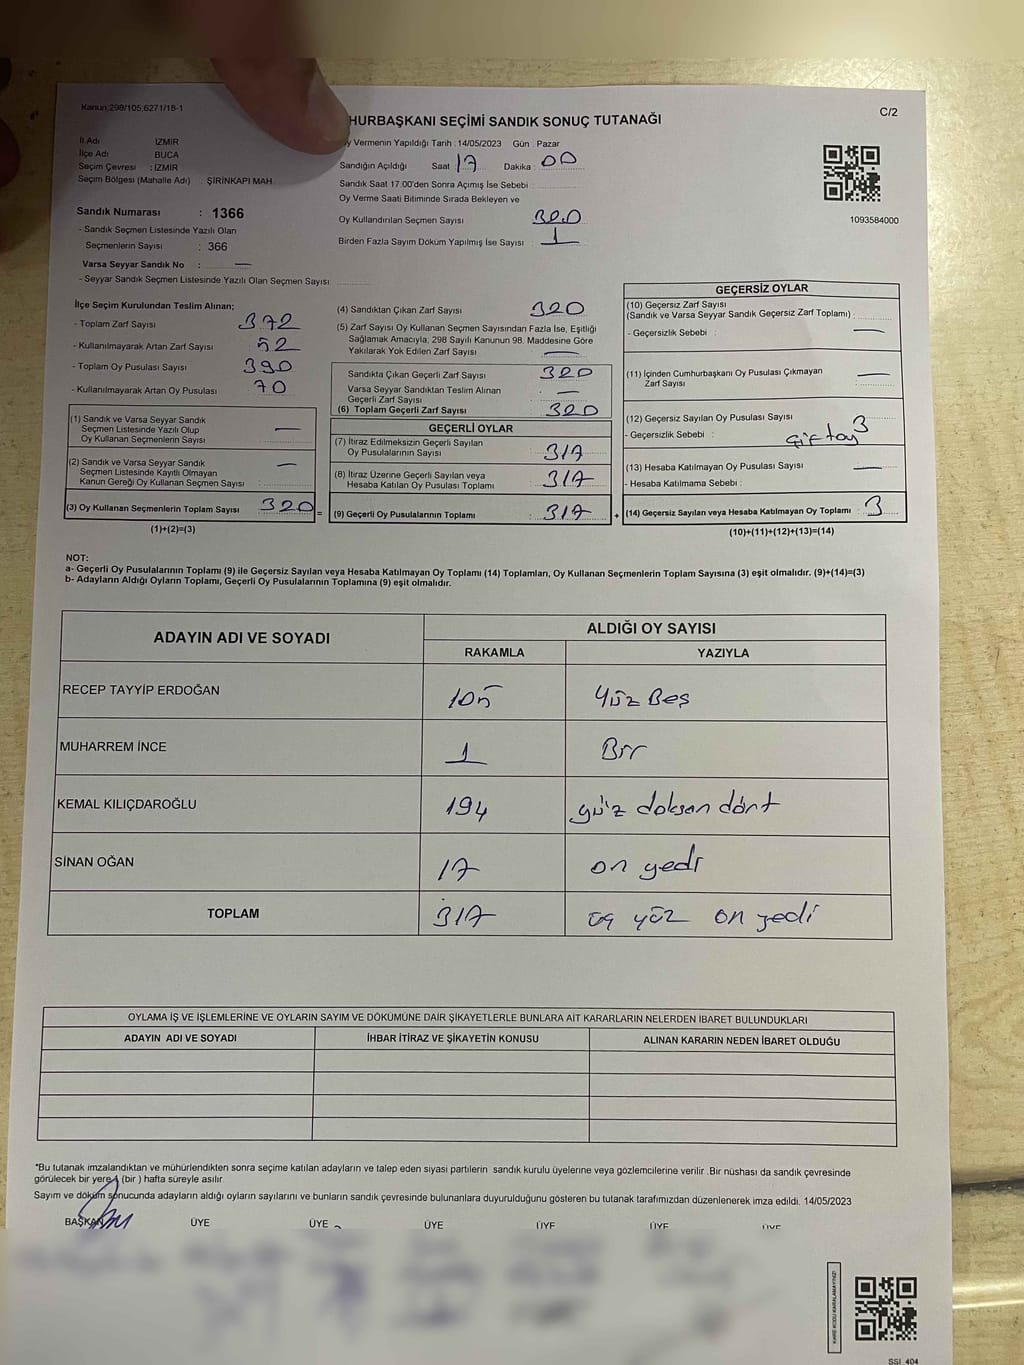 Kanun;298/105;6271/18-1
C/2
HURBAŞKANI SEÇİMİ SANDIK SONUÇ TUTANAĞI
İl Adı İZMİR
İlçe Adı BUCA
Seçim Çevresi : İZMİR
Seçim Bölgesi (Mahalle Adı) : ŞİRİNKAPI MAH.
y Vermenin Yapıldığı Tarih : 14/05/2023 Gün : Pazar
Sandığın Açıldığı Saat 17 Dakika : 00
Sandık Saat 17.00'den Sonra Açımış İse Sebebi :
Oy Verme Saati Bitiminde Sırada Bekleyen ve
Oy Kullandırılan Seçmen Sayısı 320
Birden Fazla Sayım Döküm Yapılmış İse Sayısı : 1
1093584000
Sandık Numarası : 1366
- Sandık Seçmen Listesinde Yazılı Olan
Seçmenlerin Sayısı : 366
Varsa Seyyar Sandık No : —
- Seyyar Sandık Seçmen Listesinde Yazılı Olan Seçmen Sayısı:
İlçe Seçim Kurulundan Teslim Alınan;
- Toplam Zarf Sayısı 372
- Kullanılmayarak Artan Zarf Sayısı 52
- Toplam Oy Pusulası Sayısı 390
- Kullanılmayarak Artan Oy Pusulası 70
(1) Sandık ve Varsa Seyyar Sandık
Seçmen Listesinde Yazılı Olup
Oy Kullanan Seçmenlerin Sayısı —
(2) Sandık ve Varsa Seyyar Sandık
Seçmen Listesinde Kayıtlı Olmayan
Kanun Gereği Oy Kullanan Seçmen Sayısı : —
(3) Oy Kullanan Seçmenlerin Toplam Sayısı : 320 =
(1)+(2)=(3)
(4) Sandıktan Çıkan Zarf Sayısı 320
(5) Zarf Sayısı Oy Kullanan Seçmen Sayısından Fazla İse, Eşitliği
Sağlamak Amacıyla; 298 Sayılı Kanunun 98. Maddesine Göre
Yakılarak Yok Edilen Zarf Sayısı —
Sandıkta Çıkan Geçerli Zarf Sayısı 320
Varsa Seyyar Sandıktan Teslim Alınan
Geçerli Zarf Sayısı : —
(6) Toplam Geçerli Zarf Sayısı 320
GEÇERLİ OYLAR
(7) İtiraz Edilmeksizin Geçerli Sayılan
Oy Pusulalarının Sayısı : 317
(8) İtiraz Üzerine Geçerli Sayılan veya
Hesaba Katılan Oy Pusulası Toplamı : 317
(9) Geçerli Oy Pusulalarının Toplamı : 317 +
GEÇERSİZ OYLAR
(10) Geçersiz Zarf Sayısı
(Sandık ve Varsa Seyyar Sandık Geçersiz Zarf Toplamı) :
- Geçersizlik Sebebi : —
(11) İçinden Cumhurbaşkanı Oy Pusulası Çıkmayan
Zarf Sayısı —
(12) Geçersiz Sayılan Oy Pusulası Sayısı : 3
- Geçersizlik Sebebi : çift oy
(13) Hesaba Katılmayan Oy Pusulası Sayısı : —
- Hesaba Katılmama Sebebi :
(14) Geçersiz Sayılan veya Hesaba Katılmayan Oy Toplamı : 3
(10)+(11)+(12)+(13)=(14)
NOT:
a- Geçerli Oy Pusulalarının Toplamı (9) ile Geçersiz Sayılan veya Hesaba Katılmayan Oy Toplamı (14) Toplamları, Oy Kullanan Seçmenlerin Toplam Sayısına (3) eşit olmalıdır. (9)+(14)=(3)
b- Adayların Aldığı Oyların Toplamı, Geçerli Oy Pusulalarının Toplamına (9) eşit olmalıdır.
ADAYIN ADI VE SOYADI ALDIĞI OY SAYISI
RAKAMLA YAZIYLA
RECEP TAYYİP ERDOĞAN 105 Yüz Beş
MUHARREM İNCE 1 Bir
KEMAL KILIÇDAROĞLU 194 yüz doksan dört
SİNAN OĞAN 17 on yedi
TOPLAM 317 üç yüz on yedi
OYLAMA İŞ VE İŞLEMLERİNE VE OYLARIN SAYIM VE DÖKÜMÜNE DAİR ŞİKAYETLERLE BUNLARA AİT KARARLARIN NELERDEN İBARET BULUNDUKLARI
ADAYIN ADI VE SOYADI İHBAR İTİRAZ VE ŞİKAYETİN KONUSU ALINAN KARARIN NEDEN İBARET OLDUĞU
*Bu tutanak imzalandıktan ve mühürlendikten sonra seçime katılan adayların ve talep eden siyasi partilerin sandık kurulu üyelerine veya gözlemcilerine verilir .Bir nüshası da sandık çevresinde
görülecek bir yere 1 (bir ) hafta süreyle asılır.
Sayım ve döküm sonucunda adayların aldığı oyların sayılarını ve bunların sandık çevresinde bulunanlara duyurulduğunu gösteren bu tutanak tarafımızdan düzenlenerek imza edildi. 14/05/2023
BAŞKAN ÜYE ÜYE ÜYE ÜYE ÜYE ÜYE
KARE KODU KARALAMAYINIZ!
SSI_404